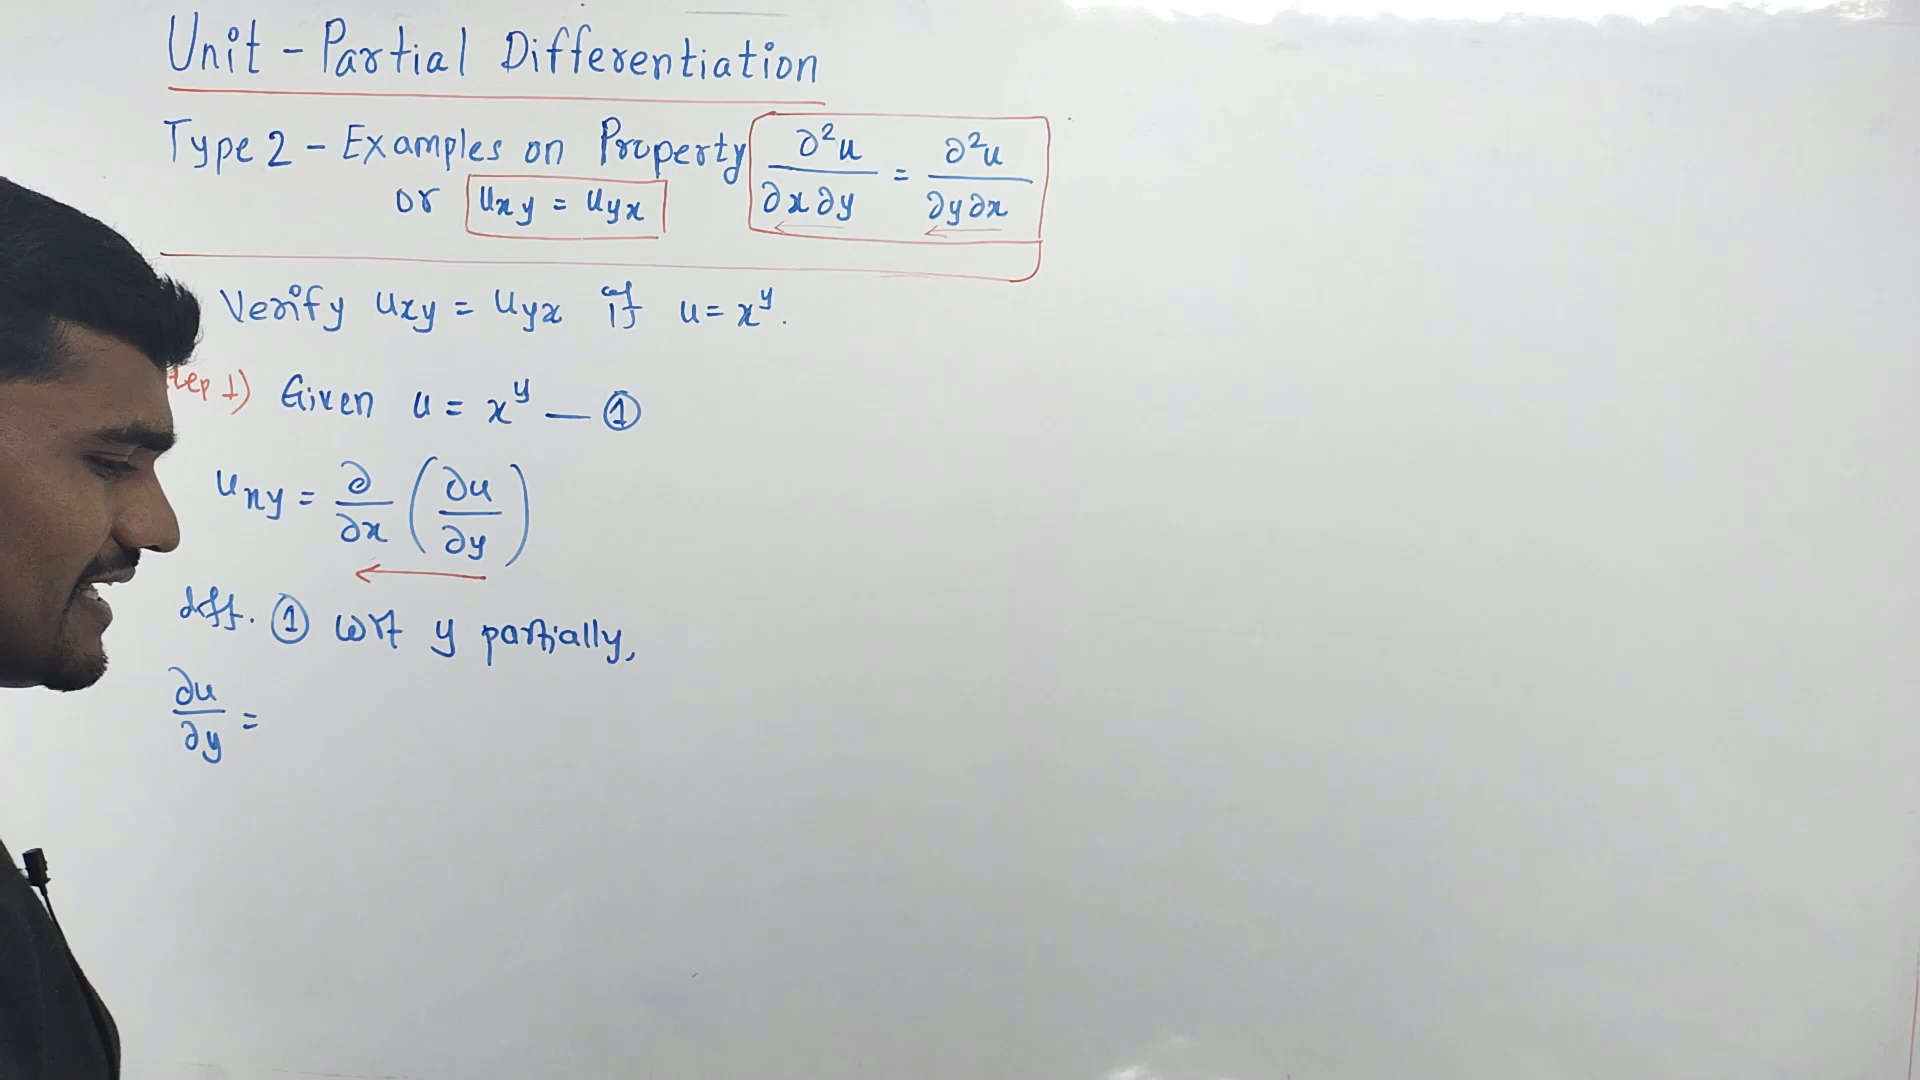 Unit - Partial Differentiation
Type 2 - Examples on Property ∂²u/∂x∂y = ∂²u/∂y∂x
or uxy = uyx
Verify uxy = uyx if u = x^y.
tep 1) Given u = x^y — ①
uxy = ∂/∂x (∂u/∂y)
diff. ① wrt y partially,
∂u/∂y =